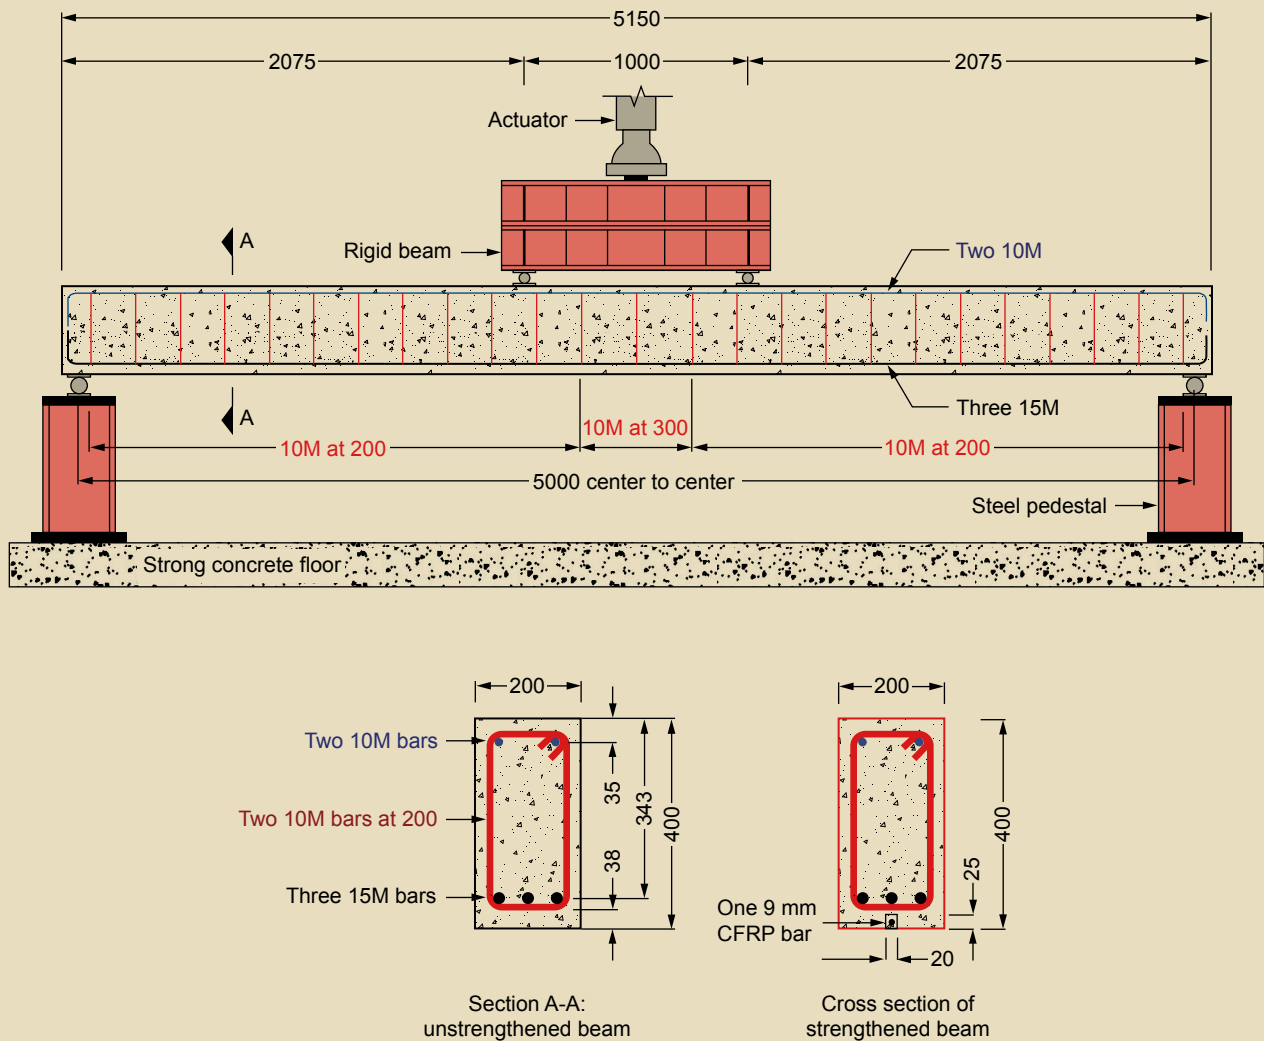 5150
2075
1000
2075
Actuator
A
Rigid beam
Two 10M
A
Three 15M
10M at 200
10M at 300
10M at 200
5000 center to center
Steel pedestal
Strong concrete floor
200
200
Two 10M bars
35
343
400
400
Two 10M bars at 200
38
25
Three 15M bars
One 9 mm
CFRP bar
20
Section A-A:
unstrengthened beam
Cross section of
strengthened beam